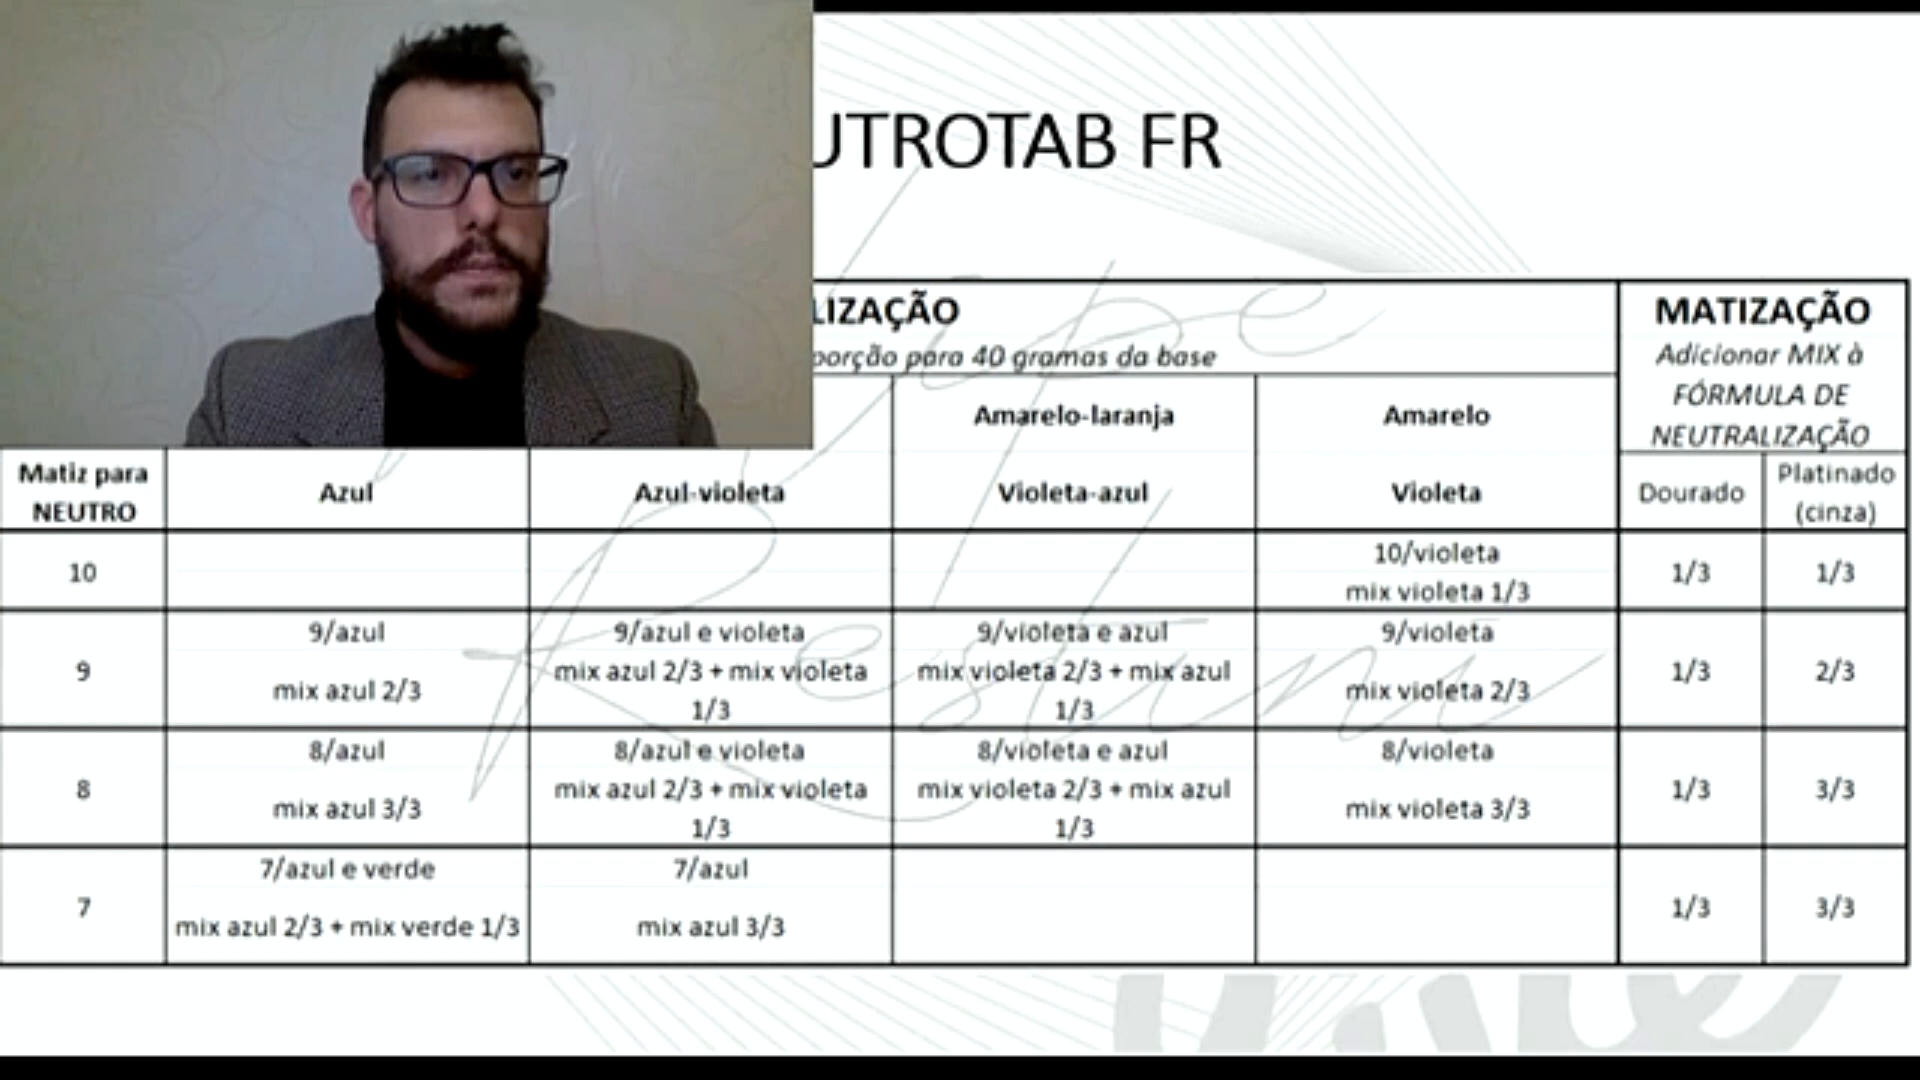 UTROTAB FR
LIZAÇÃO
porção para 40 gramas da base
MATIZAÇÃO
Adicionar MIX à
FÓRMULA DE
NEUTRALIZAÇÃO
Amarelo-laranja
Amarelo
Matiz para
NEUTRO
Azul
Azul-violeta
Violeta-azul
Violeta
Dourado
Platinado
(cinza)
10
10/violeta
mix violeta 1/3
1/3
1/3
9
9/azul
mix azul 2/3
9/azul e violeta
mix azul 2/3 + mix violeta
1/3
9/violeta e azul
mix violeta 2/3 + mix azul
1/3
9/violeta
mix violeta 2/3
1/3
2/3
8
8/azul
mix azul 3/3
8/azul e violeta
mix azul 2/3 + mix violeta
1/3
8/violeta e azul
mix violeta 2/3 + mix azul
1/3
8/violeta
mix violeta 3/3
1/3
3/3
7
7/azul e verde
mix azul 2/3 + mix verde 1/3
7/azul
mix azul 3/3
1/3
3/3